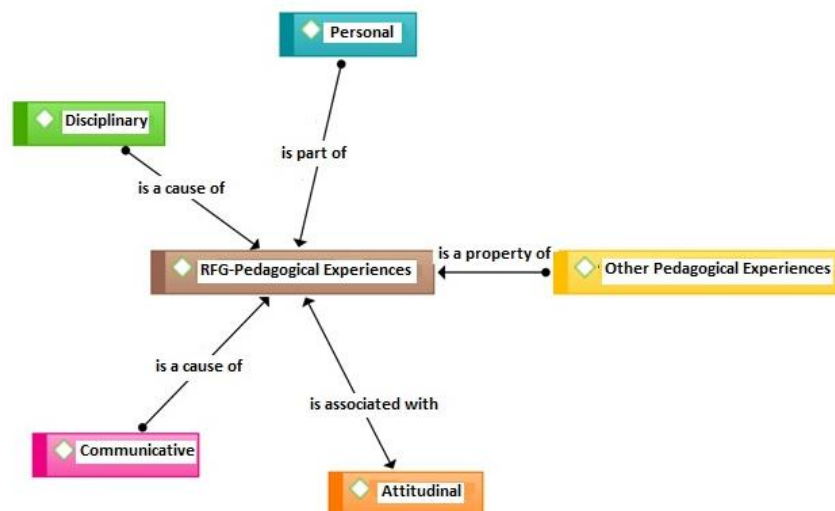 Personal
Disciplinary
is part of
is a cause of
is a property of
RFG-Pedagogical Experiences
Other Pedagogical Experiences
is a cause of
is associated with
Communicative
Attitudinal